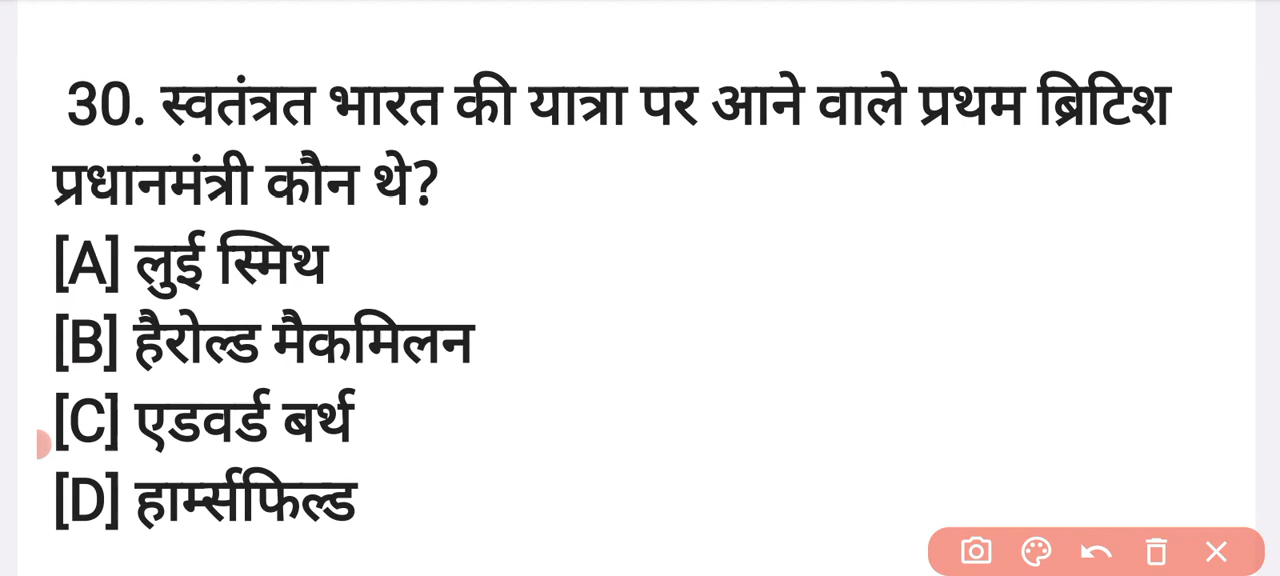 30. स्वतंत्रत भारत की यात्रा पर आने वाले प्रथम ब्रिटिश
प्रधानमंत्री कौन थे?
[A] लुई स्मिथ
[B] हैरोल्ड मैकमिलन
[C] एडवर्ड बर्थ
[D] हार्म्सफिल्ड